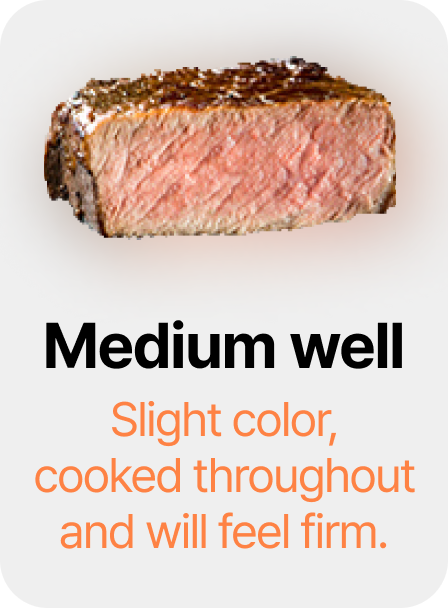 Medium well
Slight color,
cooked throughout
and will feel firm.